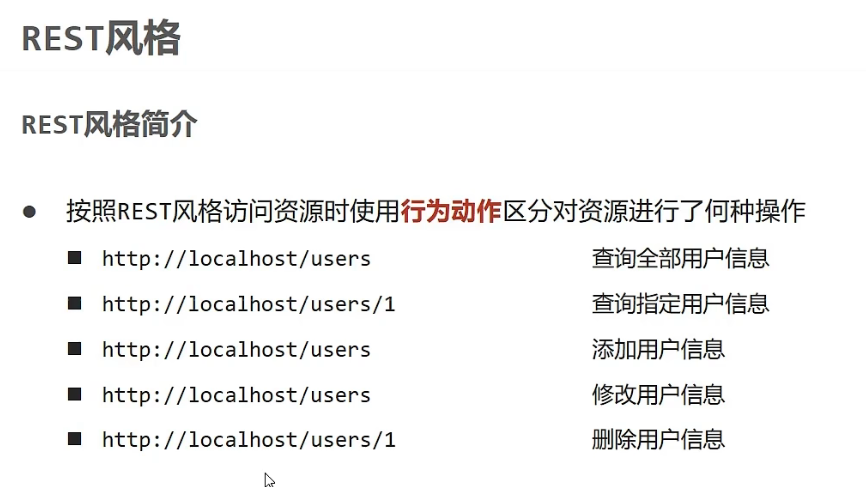 REST风格
REST风格简介
按照REST风格访问资源时使用行为动作区分对资源进行了何种操作
http://localhost/users 查询全部用户信息
http://localhost/users/1 查询指定用户信息
http://localhost/users 添加用户信息
http://localhost/users 修改用户信息
http://localhost/users/1 删除用户信息